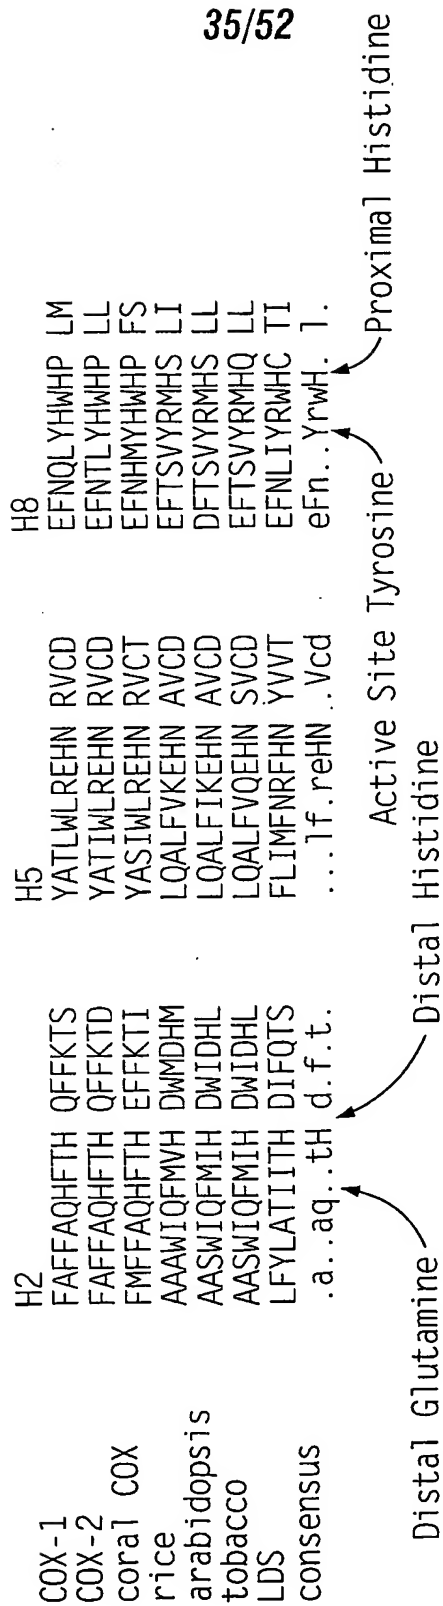 35/52
H2 H5 H8
COX-1 FAFFAQHFTH QFFKTS YATLWLREHN RVCD EFNQLYHWHP LM
COX-2 FAFFAQHFTH QFFKTD YATIWLREHN RVCD EFNTLYHWHP LL
coral COX FMFFAQHFTH EFFKTI YASIWLREHN RVCT EFNHMYHWHP FS
rice AAAWIQFMVH DWMDHM LQALFVKEHN AVCD EFTSVYRMHS LI
arabidopsis AASWIQFMIH DWIDHL LQALFIKEHN AVCD DFTSVYRMHS LL
tobacco AASWIQFMIH DWIDHL LQALFVQEHN SVCD EFTSVYRMHQ LL
LDS LFYLATIITH DIFQTS FLIMFNRFHN YVVT EFNLIYRWHC TI
consensus .a..aq..tH d.f.t. ...lf.reHN .Vcd eFn..YrwH. l.
Distal Glutamine
Distal Histidine
Active Site Tyrosine
Proximal Histidine